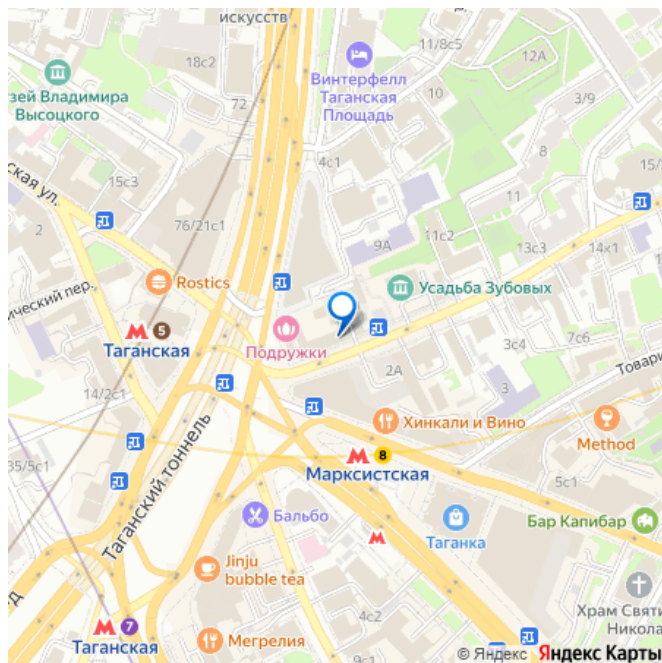 искусств
11/8с5
18с2
12А
Винтерфелл
Таганская
Площадь
зей Владимира
Высоцкого
10
3/9
72
4с1
8
15/
15с3
ская ул.
11
2
76/21с1
9А
11с2
13с3
14к1
Rostics
Усадьба Зубовых
ический пер.
5
Таганская
Подружки
3с4
7с6
2А
Товари
14/2с1
3
Хинкали и Вино
Method
8
Марксистская
35/5с1
Таганский тоннель
5с1
Бальбо
Таганка
Бар Капибар
Jinju
bubble tea
Д
Храм Святи
Никола
4с2
7
Таганская
Мегрелия
© Яндекс Яндекс Карты